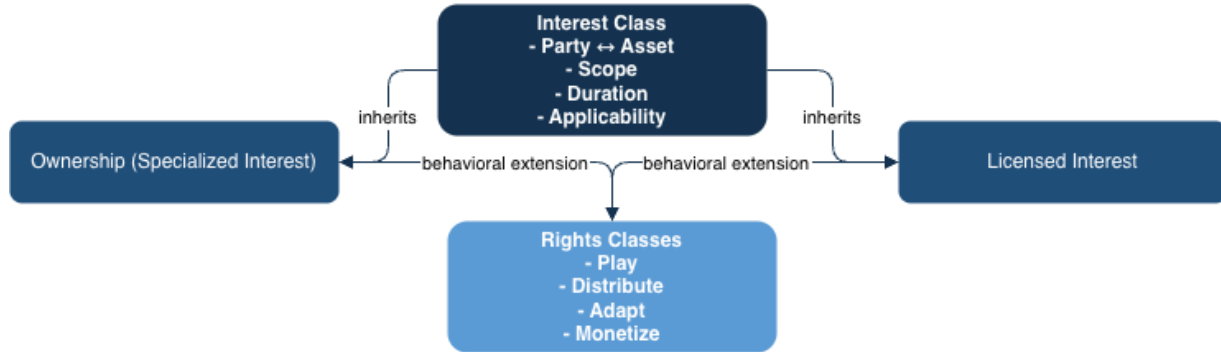 Interest Class
- Party ↔ Asset
- Scope
- Duration
- Applicability
inherits
inherits
Ownership (Specialized Interest)
behavioral extension
behavioral extension
Licensed Interest
Rights Classes
- Play
- Distribute
- Adapt
- Monetize